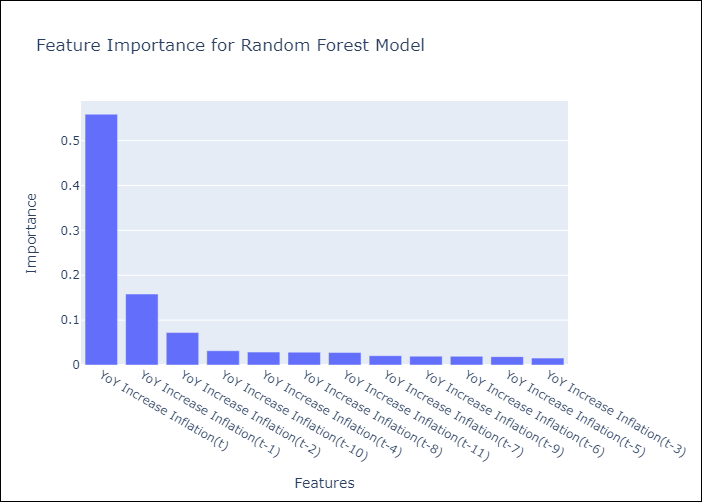 Feature Importance for Random Forest Model
Importance
0.5
0.4
0.3
0.2
0.1
0
YoY Increase Inflation(t)
YoY Increase Inflation(t-1)
YoY Increase Inflation(t-2)
YoY Increase Inflation(t-10)
YoY Increase Inflation(t-4)
YoY Increase Inflation(t-8)
YoY Increase Inflation(t-11)
YoY Increase Inflation(t-7)
YoY Increase Inflation(t-9)
YoY Increase Inflation(t-6)
YoY Increase Inflation(t-5)
YoY Increase Inflation(t-3)
Features